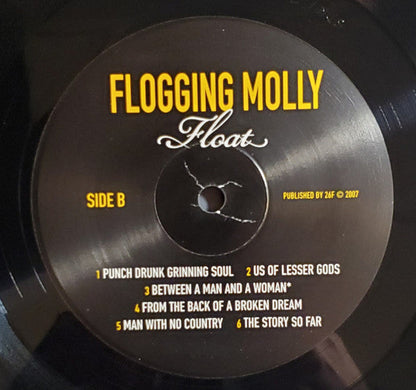 FLOGGING MOLLY
Float
SIDE B
PUBLISHED BY 26F © 2007
1 PUNCH DRUNK GRINNING SOUL 2 US OF LESSER GODS
3 BETWEEN A MAN AND A WOMAN*
4 FROM THE BACK OF A BROKEN DREAM
5 MAN WITH NO COUNTRY 6 THE STORY SO FAR